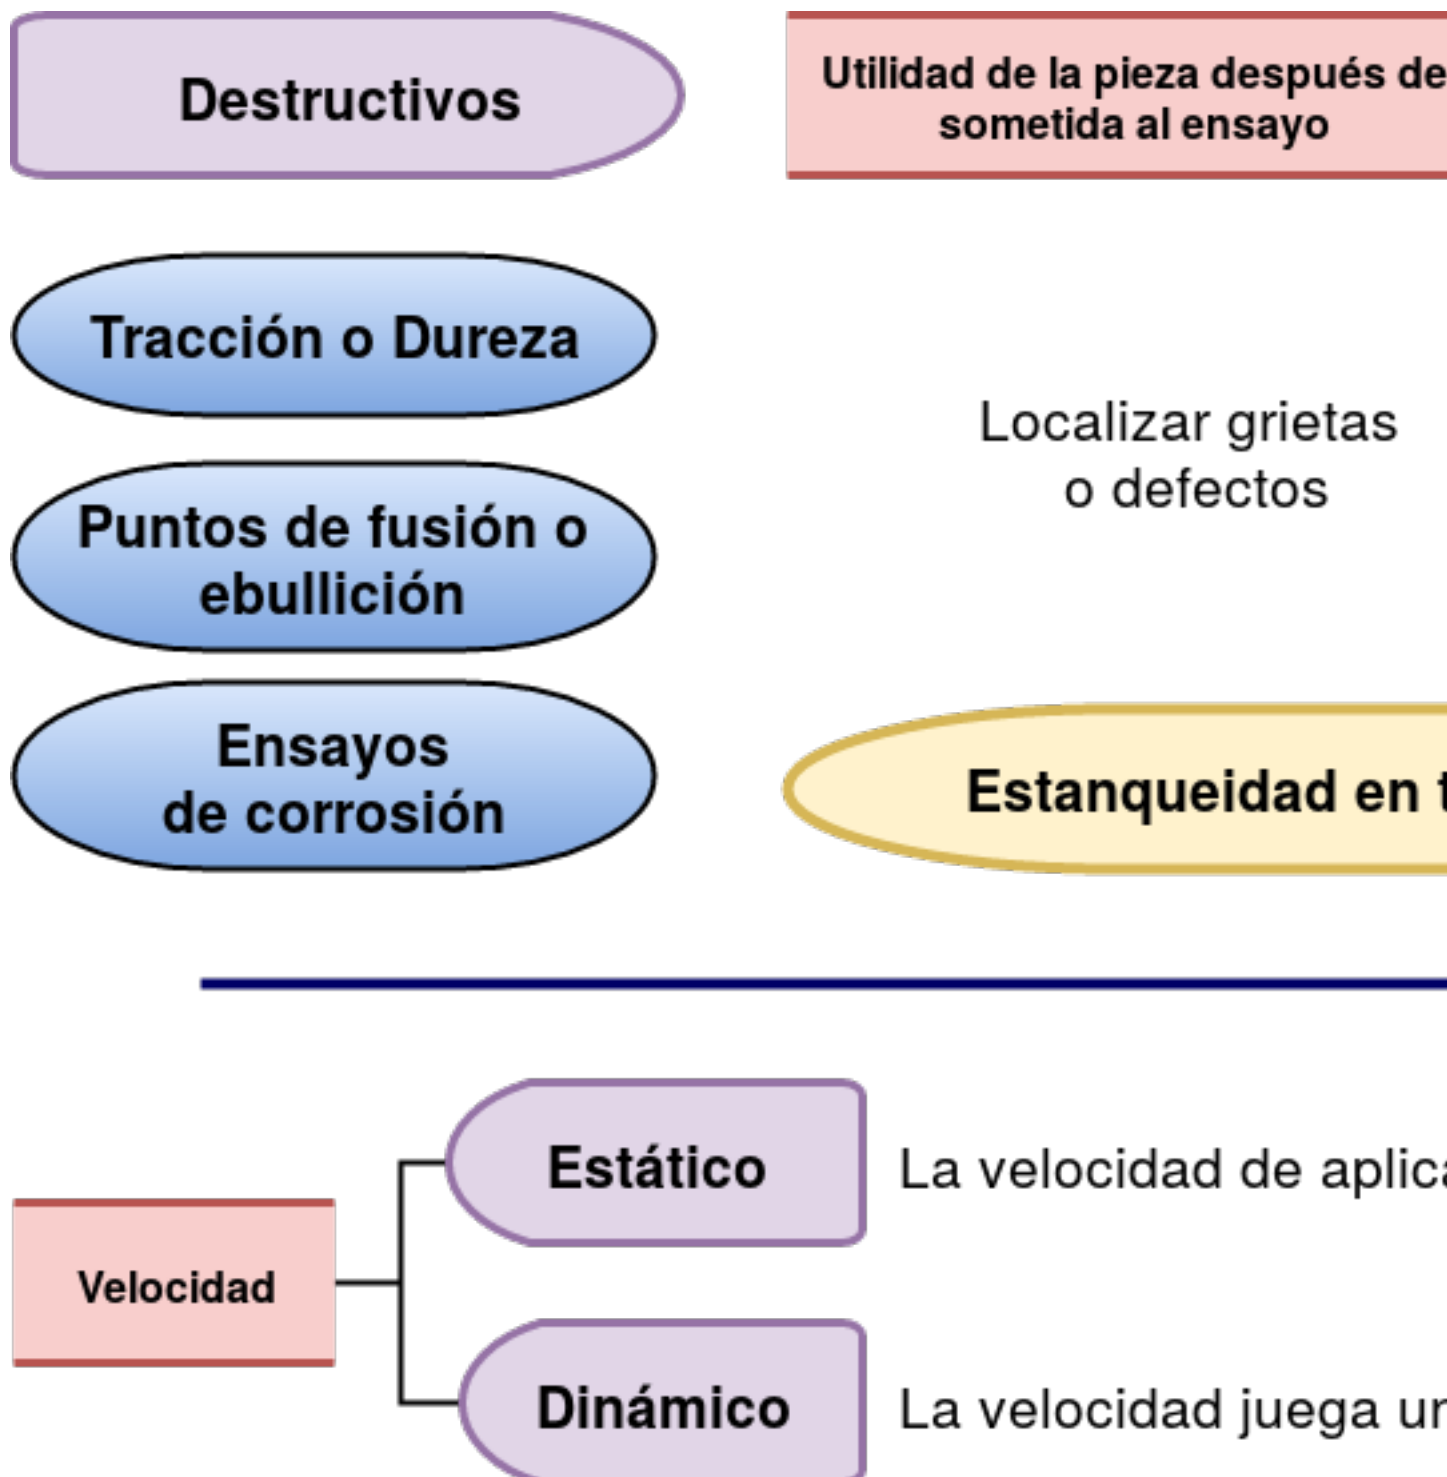 Destructivos
Utilidad de la pieza después de
sometida al ensayo
Tracción o Dureza
Localizar grietas
o defectos
Puntos de fusión o
ebullición
Ensayos
de corrosión
Estanqueidad en
Estático
La velocidad de
Velocidad
Dinámico
La velocidad juega